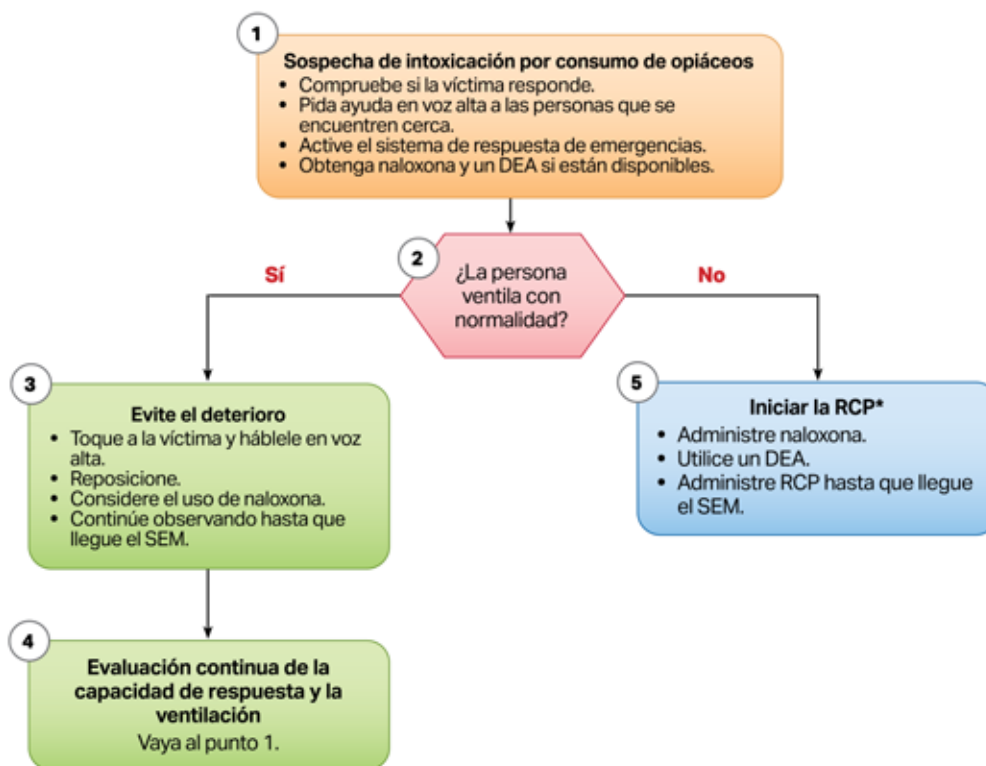 1
Sospecha de intoxicación por consumo de opiáceos
• Compruebe si la víctima responde.
• Pida ayuda en voz alta a las personas que se
encuentren cerca.
• Active el sistema de respuesta de emergencias.
• Obtenga naloxona y un DEA si están disponibles.
2
¿La persona
ventila con
normalidad?
Sí
No
3
Evite el deterioro
• Toque a la víctima y háblele en voz
alta.
• Reposicione.
• Considere el uso de naloxona.
• Continúe observando hasta que
llegue el SEM.
4
Evaluación continua de la
capacidad de respuesta y la
ventilación
Vaya al punto 1.
5
Iniciar la RCP*
• Administre naloxona.
• Utilice un DEA.
• Administre RCP hasta que llegue
el SEM.